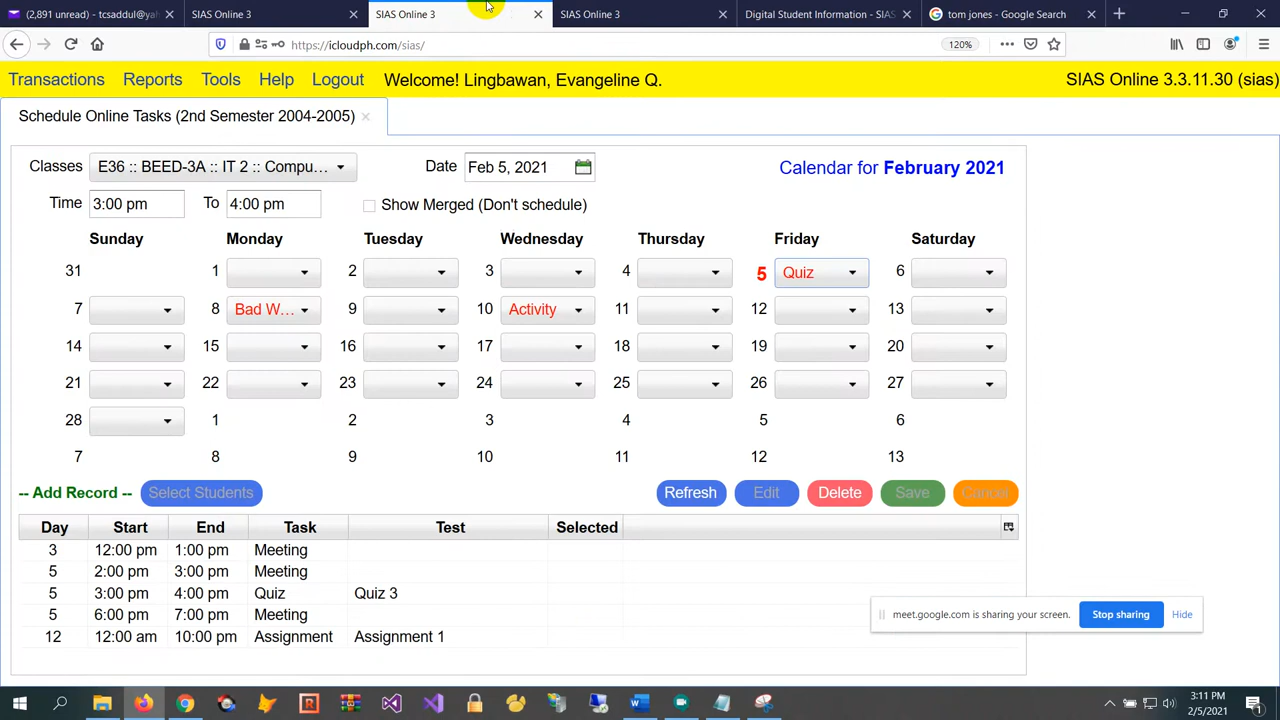 (2,891 unread) - tcsaddul@yah
SIAS Online 3
SIAS Online 3
SIAS Online 3
Digital Student Information - SIAS
tom jones - Google Search
https://icloudph.com/sias/
120%
Transactions Reports Tools Help Logout Welcome! Lingbawan, Evangeline Q. SIAS Online 3.3.11.30 (sias)
Schedule Online Tasks (2nd Semester 2004-2005)
Classes E36 :: BEED-3A :: IT 2 :: Compu... Date Feb 5, 2021 Calendar for February 2021
Time 3:00 pm To 4:00 pm Show Merged (Don't schedule)
Sunday Monday Tuesday Wednesday Thursday Friday Saturday
31 1 2 3 4 5 Quiz 6
7 8 Bad W... 9 10 Activity 11 12 13
14 15 16 17 18 19 20
21 22 23 24 25 26 27
28 1 2 3 4 5 6
7 8 9 10 11 12 13
-- Add Record -- Select Students Refresh Edit Delete Save Cancel
Day Start End Task Test Selected
3 12:00 pm 1:00 pm Meeting
5 2:00 pm 3:00 pm Meeting
5 3:00 pm 4:00 pm Quiz Quiz 3
5 6:00 pm 7:00 pm Meeting
12 12:00 am 10:00 pm Assignment Assignment 1
meet.google.com is sharing your screen. Stop sharing Hide
3:11 PM
2/5/2021